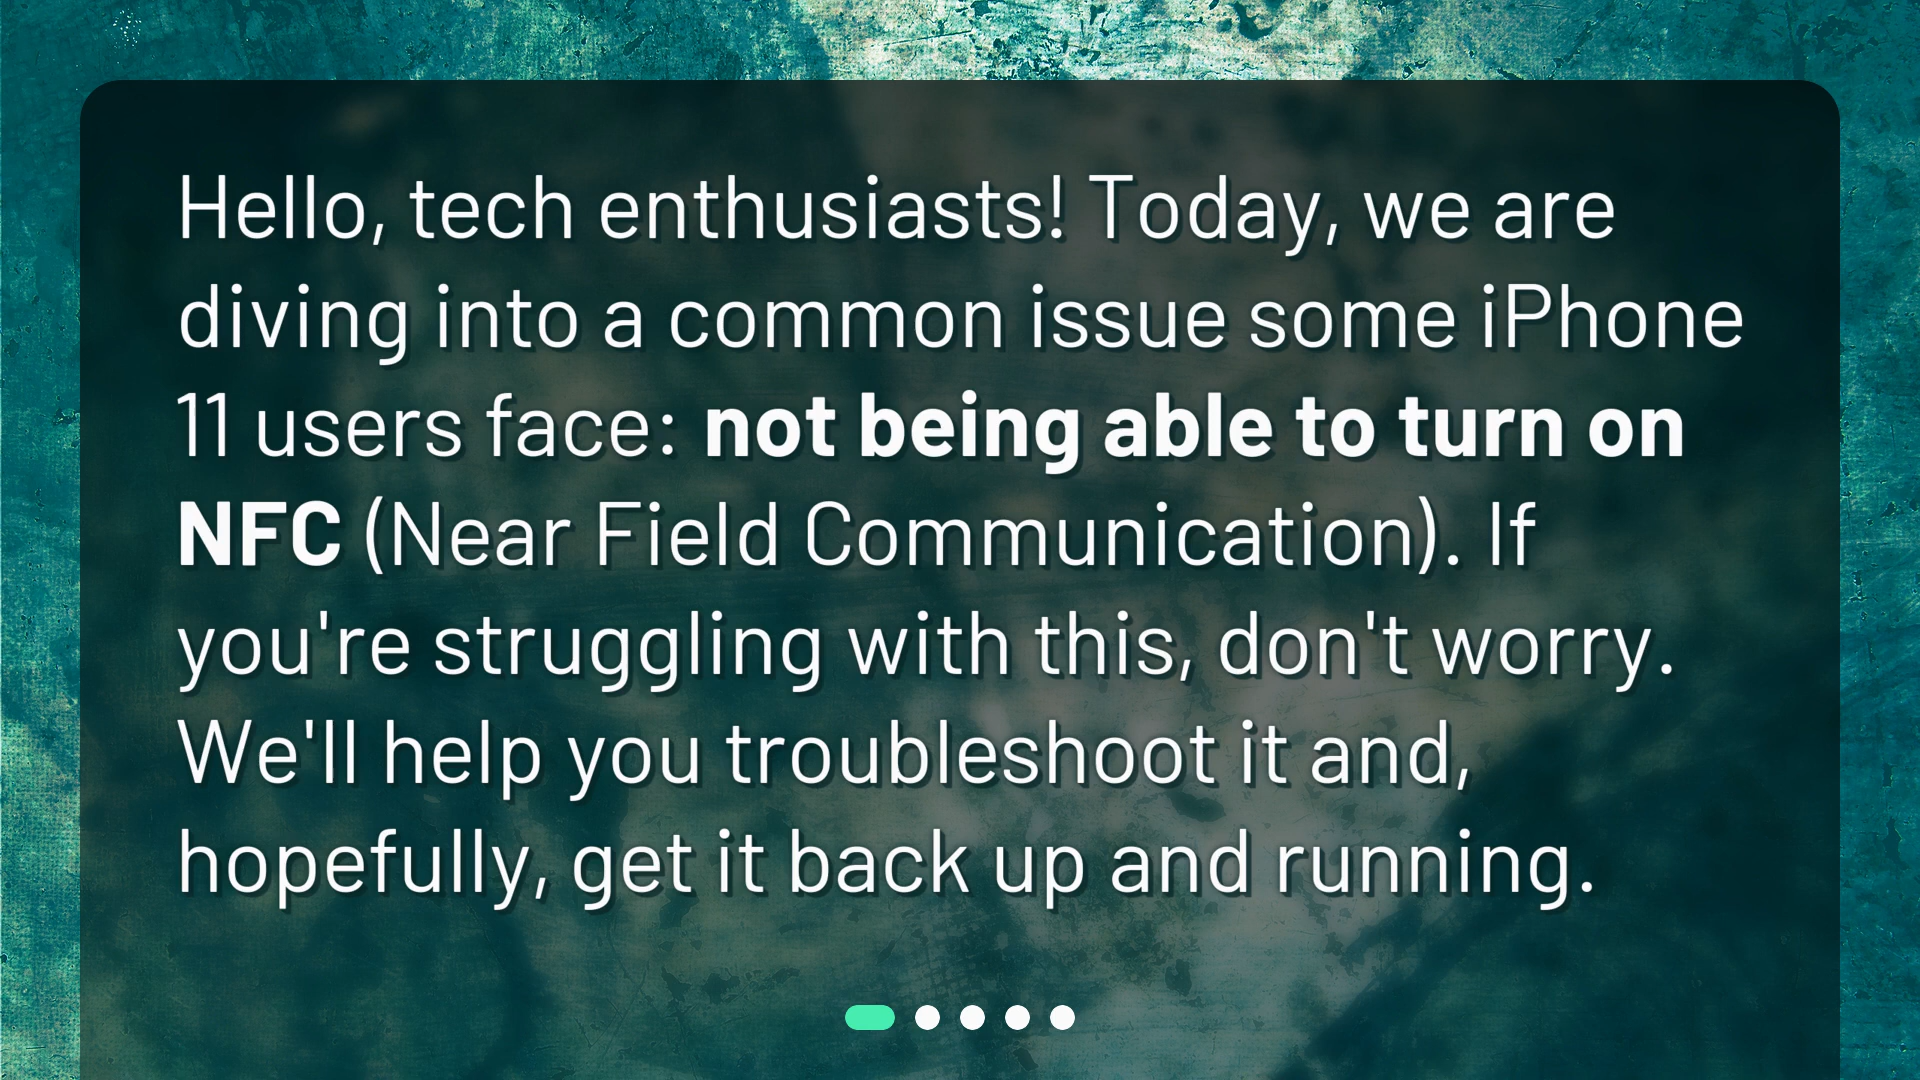 Hello, tech enthusiasts! Today, we are
diving into a common issue some iPhone
11 users face: not being able to turn on
NFC (Near Field Communication). If
you're struggling with this, don't worry.
We'll help you troubleshoot it and,
hopefully, get it back up and running.